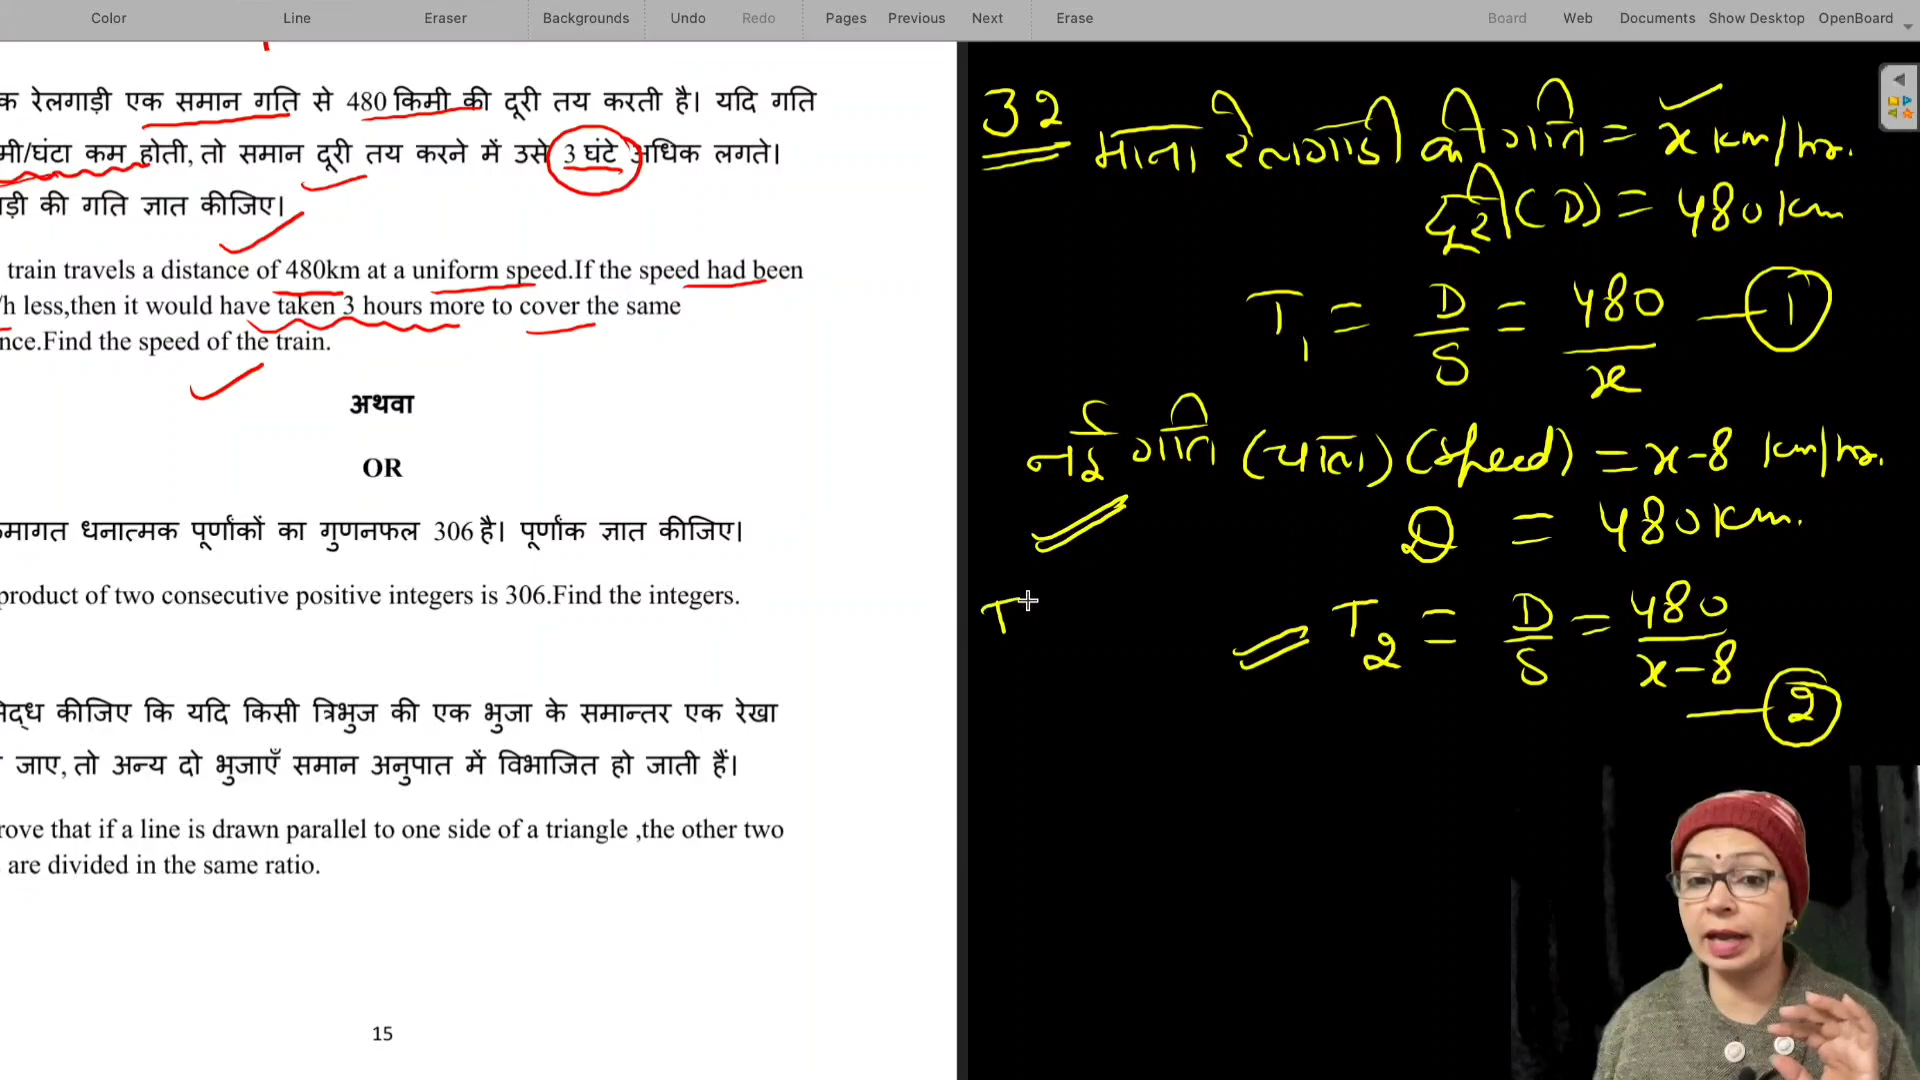 Color Line Eraser Backgrounds Undo Redo Pages Previous Next Erase Board Web Documents Show Desktop OpenBoard
क रेलगाड़ी एक समान गति से 480 किमी की दूरी तय करती है। यदि गति
मी/घंटा कम होती, तो समान दूरी तय करने में उसे 3 घंटे अधिक लगते।
ड़ी की गति ज्ञात कीजिए।
train travels a distance of 480km at a uniform speed.If the speed had been
/h less,then it would have taken 3 hours more to cover the same
nce.Find the speed of the train.
अथवा
OR
मागत धनात्मक पूर्णांकों का गुणनफल 306 है। पूर्णांक ज्ञात कीजिए।
product of two consecutive positive integers is 306.Find the integers.
द्ध कीजिए कि यदि किसी त्रिभुज की एक भुजा के समान्तर एक रेखा
जाए, तो अन्य दो भुजाएँ समान अनुपात में विभाजित हो जाती हैं।
rove that if a line is drawn parallel to one side of a triangle ,the other two
are divided in the same ratio.
15
32 माना रेलगाडी की गति = x km/hr.
दूरी (D) = 480 km
T₁ = D/S = 480/x — 1
नई गति (चाल) (Speed) = x-8 km/hr.
D = 480 km.
T
T₂ = D/S = 480/x-8
— 2